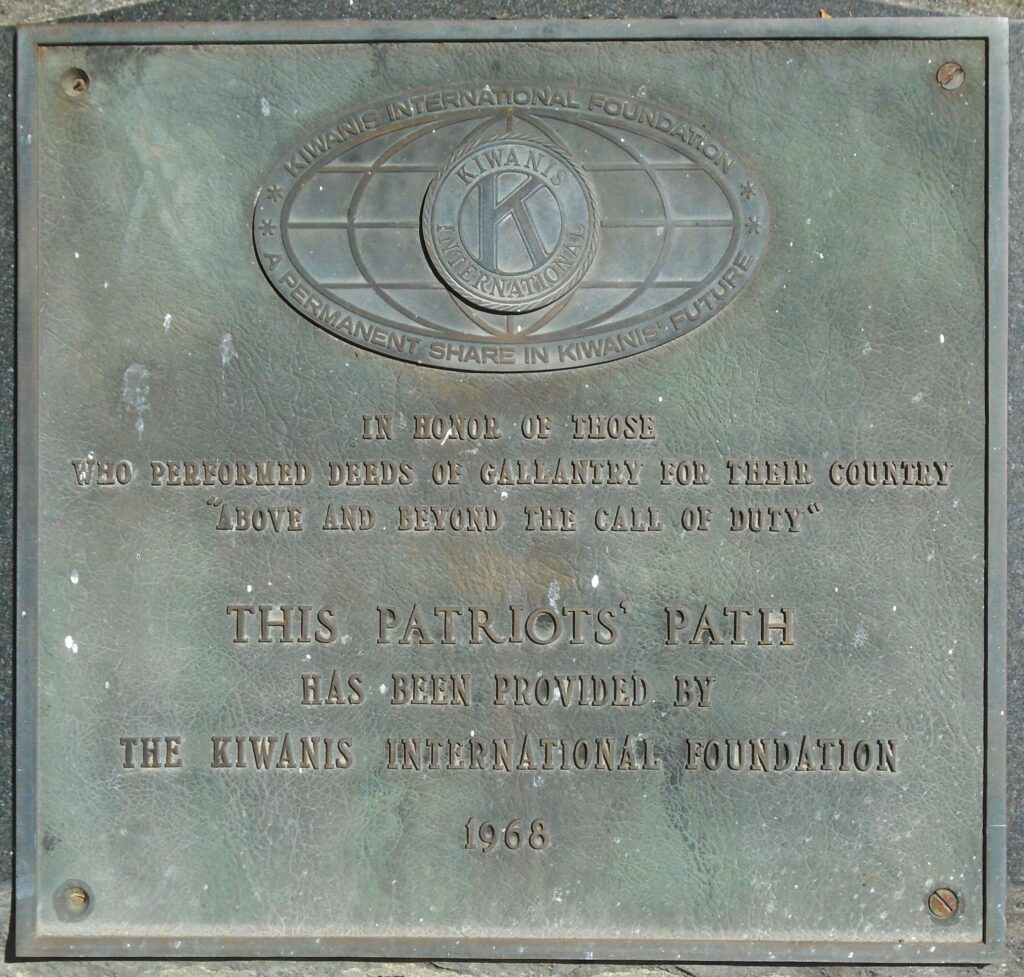 KIWANIS INTERNATIONAL FOUNDATION
KIWANIS
K
INTERNATIONAL
A PERMANENT SHARE IN KIWANIS' FUTURE
IN HONOR OF THOSE
WHO PERFORMED DEEDS OF GALLANTRY FOR THEIR COUNTRY
"ABOVE AND BEYOND THE CALL OF DUTY"
THIS PATRIOTS' PATH
HAS BEEN PROVIDED BY
THE KIWANIS INTERNATIONAL FOUNDATION
1968